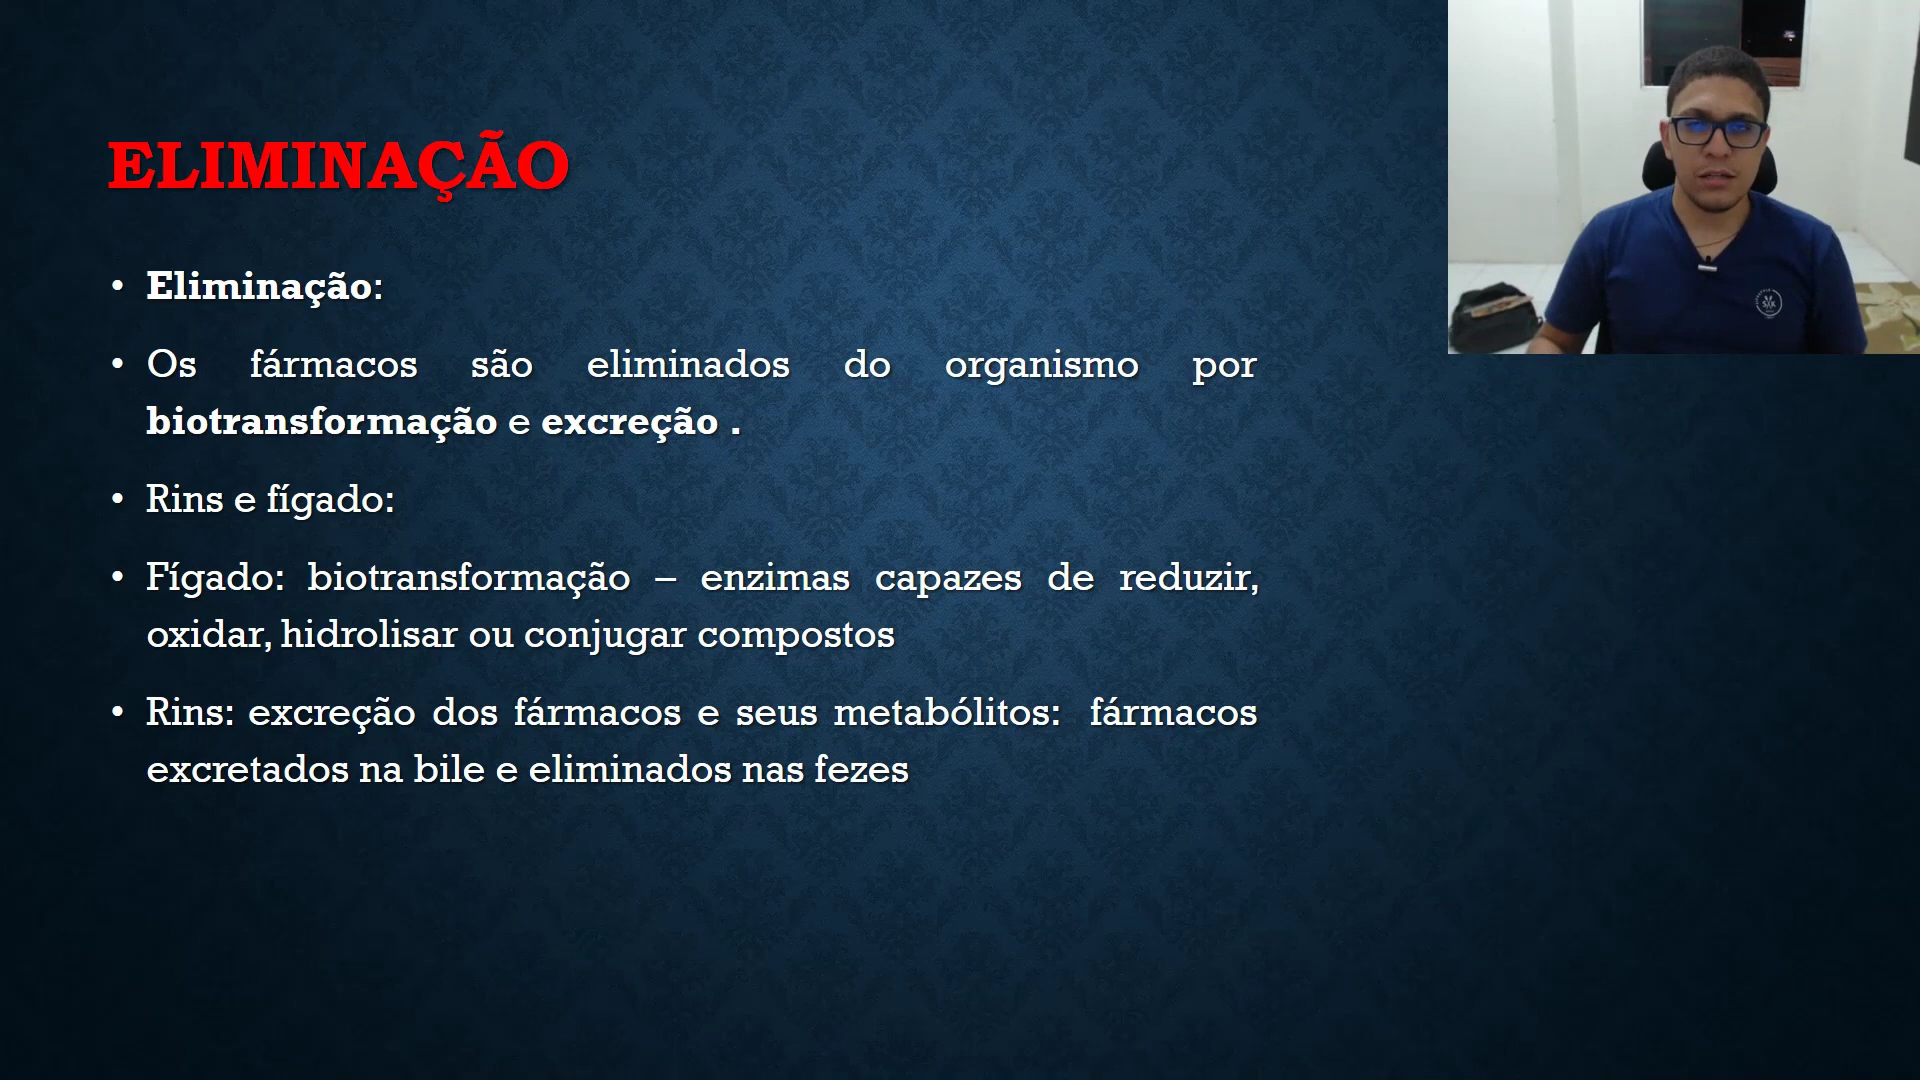 ELIMINAÇÃO
• Eliminação:
• Os fármacos são eliminados do organismo por
biotransformação e excreção .
• Rins e fígado:
• Fígado: biotransformação – enzimas capazes de reduzir,
oxidar, hidrolisar ou conjugar compostos
• Rins: excreção dos fármacos e seus metabólitos: fármacos
excretados na bile e eliminados nas fezes